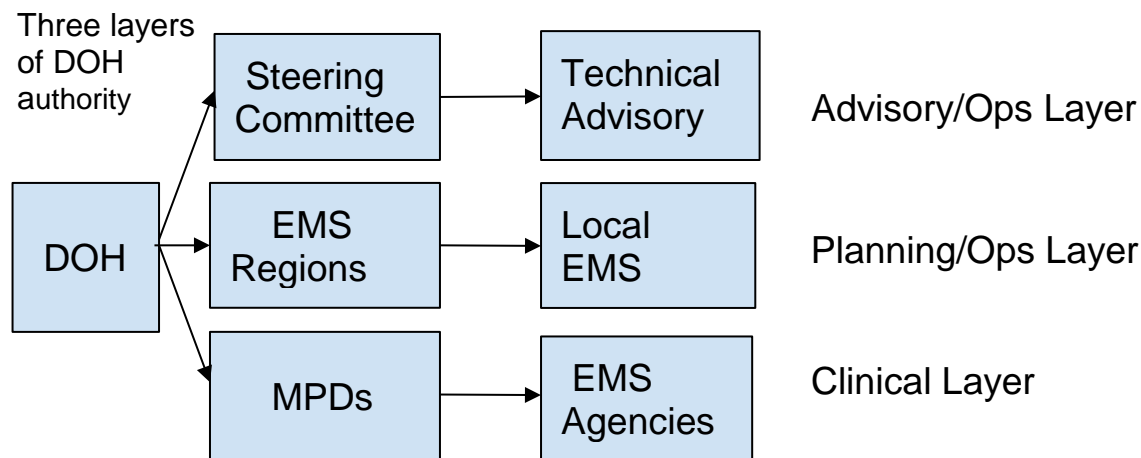 Three layers
of DOH
authority
Steering
Committee
Technical
Advisory
Advisory/Ops Layer
DOH
EMS
Regions
Local
EMS
Planning/Ops Layer
MPDs
EMS
Agencies
Clinical Layer